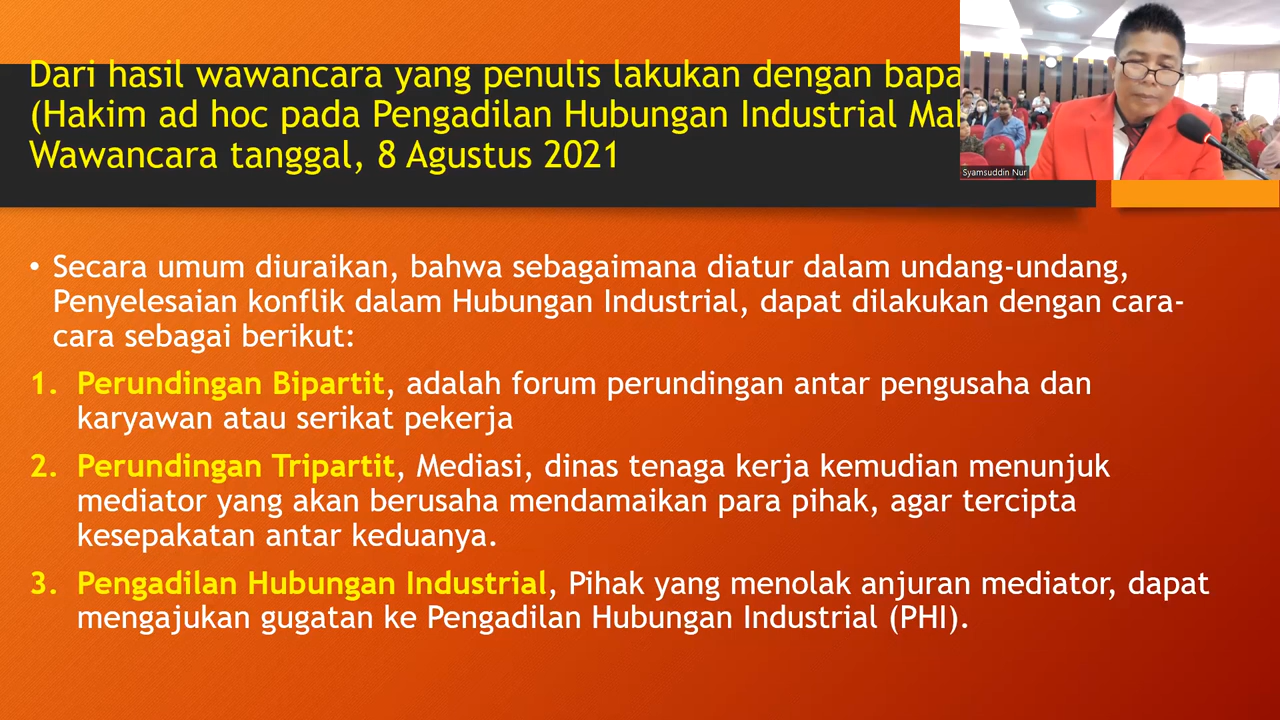 Dari hasil wawancara yang penulis lakukan dengan
(Hakim ad hoc pada Pengadilan Hubungan Industrial
Wawancara tanggal, 8 Agustus 2021
Syamsuddin Nur
• Secara umum diuraikan, bahwa sebagaimana diatur dalam undang-undang,
Penyelesaian konflik dalam Hubungan Industrial, dapat dilakukan dengan cara-
cara sebagai berikut:
1. Perundingan Bipartit, adalah forum perundingan antar pengusaha dan
karyawan atau serikat pekerja
2. Perundingan Tripartit, Mediasi, dinas tenaga kerja kemudian menunjuk
mediator yang akan berusaha mendamaikan para pihak, agar tercipta
kesepakatan antar keduanya.
3. Pengadilan Hubungan Industrial, Pihak yang menolak anjuran mediator, dapat
mengajukan gugatan ke Pengadilan Hubungan Industrial (PHI).